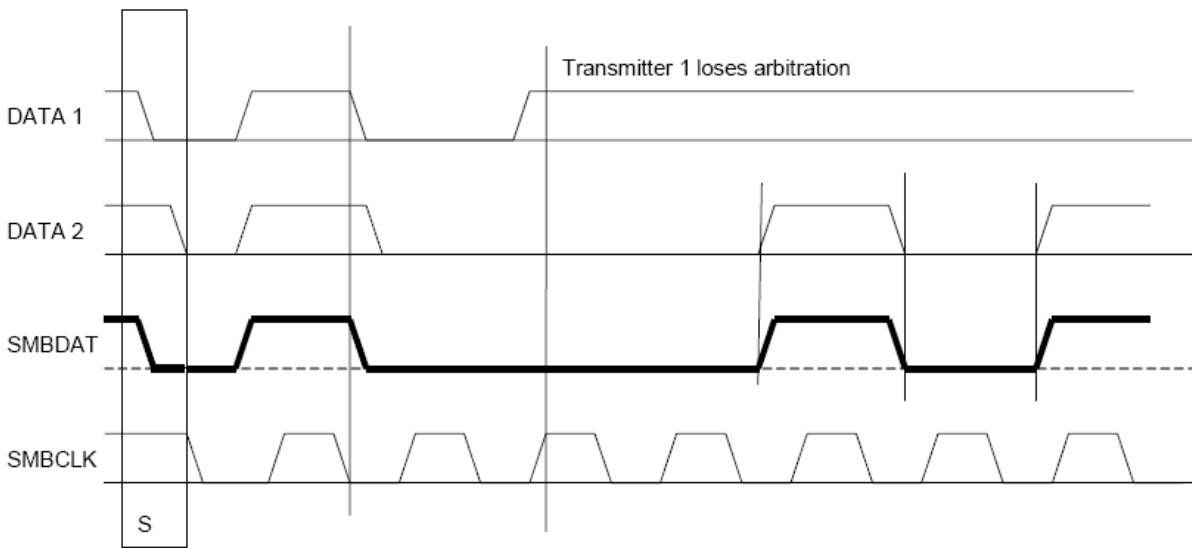 Transmitter 1 loses arbitration
DATA 1
DATA 2
SMBDAT
SMBCLK
S